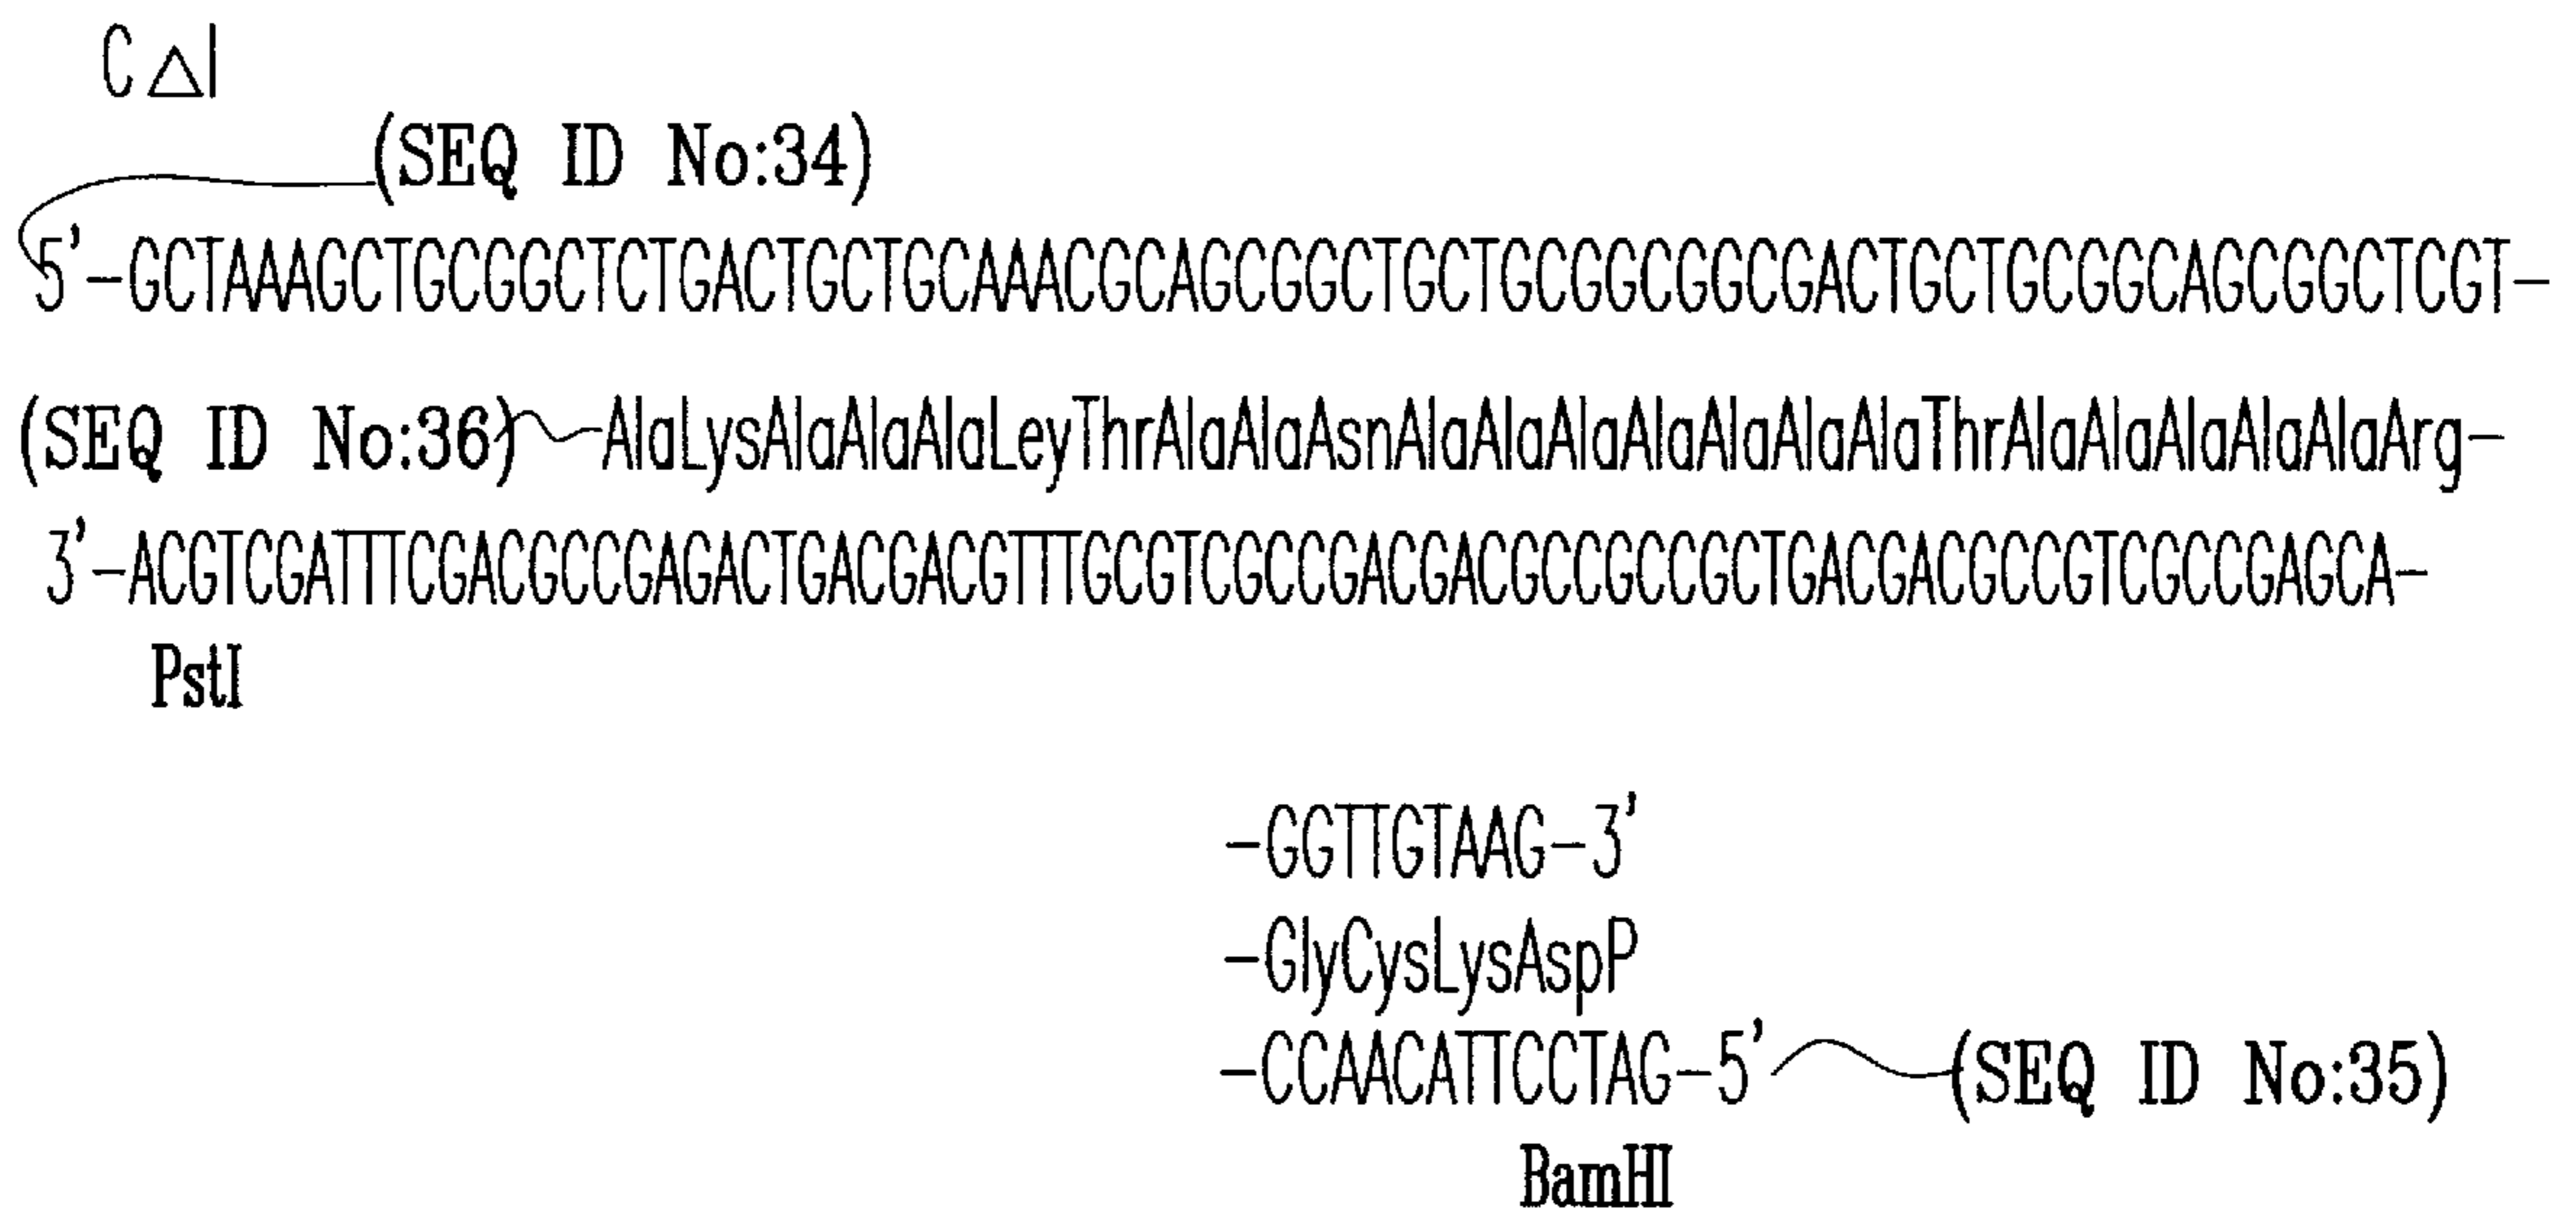 C△I
(SEQ ID No:34)
5'-GCTAAAGCTGCGGCTCTGACTGCTGCAAACGCAGCGGCTGCTGCGGCGGCGACTGCTGCGGCAGCGGCTCGT-
(SEQ ID No:36) AlaLysAlaAlaAlaLeyThrAlaAlaAsnAlaAlaAlaAlaAlaAlaAlaThrAlaAlaAlaAlaAlaArg-
3'-ACGTCGATTTCGACGCCGAGACTGACGACGTTTGCGTCGCCGACGACGCCGCCGCTGACGACGCCGTCGCCGAGCA-
PstI
-GGTTGTAAG-3'
-GlyCysLysAspP
-CCAACATTCCTAG-5' (SEQ ID No:35)
BamHI